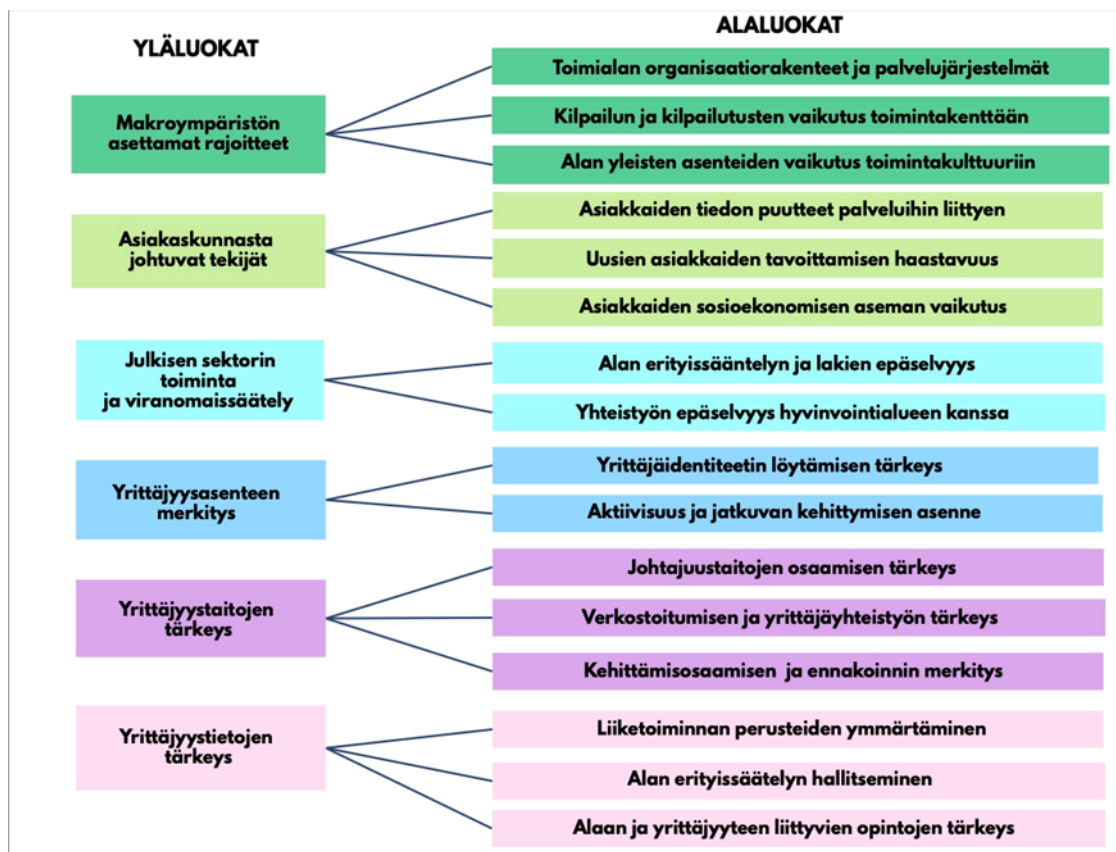 YLÄLUOKAT
ALALUOKAT
Makroympäristön
asettamat rajoitteet
Toimialan organisaatiorakenteet ja palvelujärjestelmät
Kilpailun ja kilpailutusten vaikutus toimintakenttään
Alan yleisten asenteiden vaikutus toimintakulttuuriin
Asiakaskunnasta
johtuvat tekijät
Asiakkaiden tiedon puutteet palveluihin liittyen
Uusien asiakkaiden tavoittamisen haastavuus
Asiakkaiden sosioekonomisen aseman vaikutus
Julkisen sektorin
toiminta
ja viranomaissäätely
Alan erityissääntelyn ja lakien epäselvyys
Yhteistyön epäselvyys hyvinvointialueen kanssa
Yrittäjyysasenteen
merkitys
Yrittäjäidentiteetin löytämisen tärkeys
Aktiivisuus ja jatkuvan kehittymisen asenne
Yrittäjyystaitojen
tärkeys
Johtajuustaitojen osaamisen tärkeys
Verkostoitumisen ja yrittäjäyhteistyön tärkeys
Kehittämisosaamisen ja ennakoinnin merkitys
Yrittäjyystietojen
tärkeys
Liiketoiminnan perusteiden ymmärtäminen
Alan erityissäätelyn hallitseminen
Alaan ja yrittäjyyteen liittyvien opintojen tärkeys